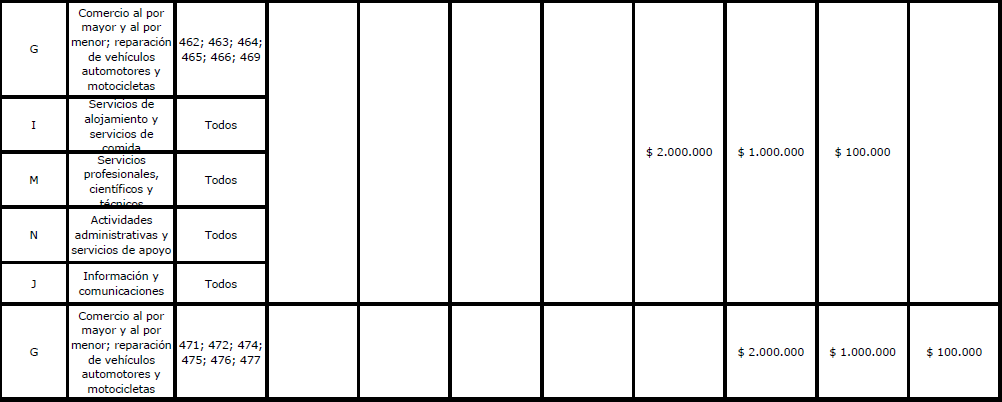 G
Comercio al por
mayor y al por
menor; reparación
de vehículos
automotores y
motocicletas
462; 463; 464;
465; 466; 469
I
Servicios de
alojamiento y
servicios de
comida
Todos
M
Servicios
profesionales,
científicos y
técnicos
Todos
N
Actividades
administrativas y
servicios de apoyo
Todos
J
Información y
comunicaciones
Todos
$ 2.000.000
$ 1.000.000
$ 100.000
G
Comercio al por
mayor y al por
menor; reparación
de vehículos
automotores y
motocicletas
471; 472; 474;
475; 476; 477
$ 2.000.000
$ 1.000.000
$ 100.000